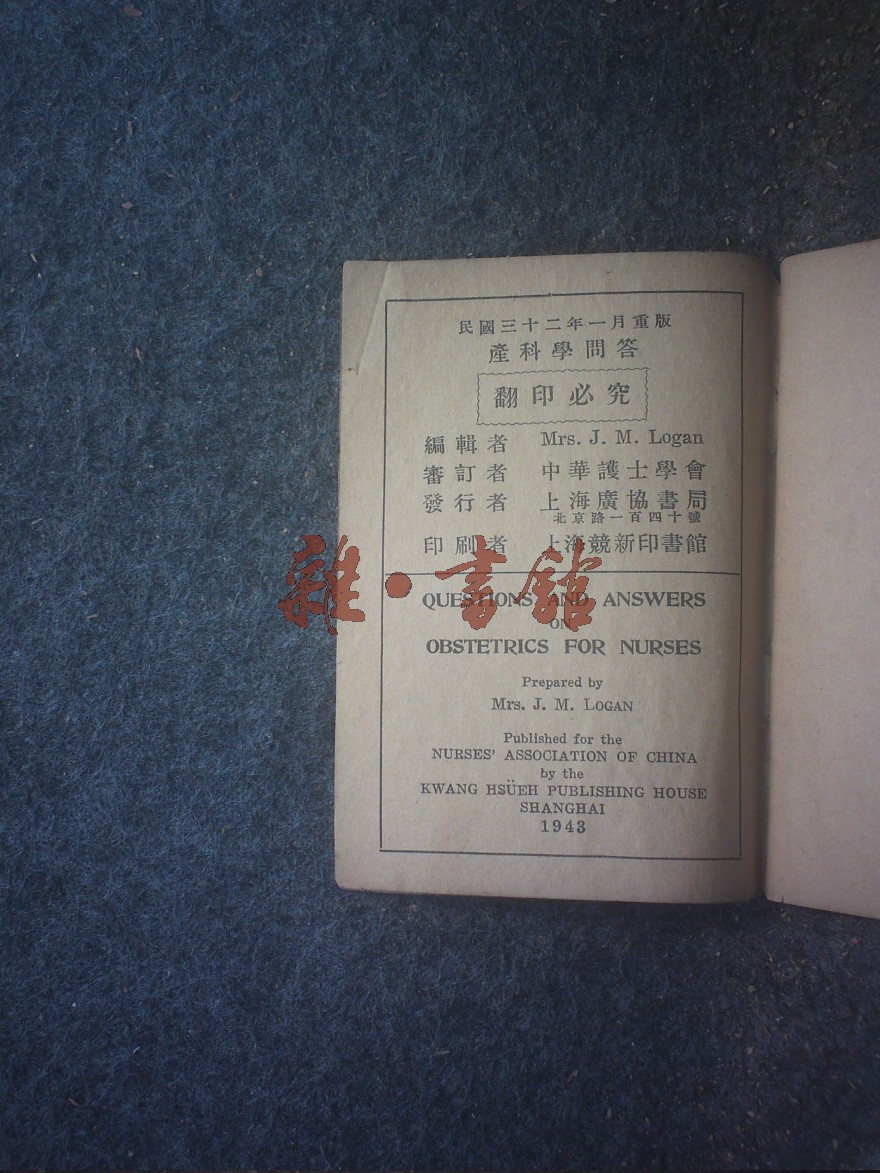 民國三十二年一月重版
產科學問答
翻印必究
編輯者 Mrs. J. M. Logan
審訂者 中華護士學會
發行者 上海廣協書局
北京路一百四十號
印刷者 上海競新印書館
雜·書館
QUESTIONS AND ANSWERS
ON
OBSTETRICS FOR NURSES
Prepared by
Mrs. J. M. LOGAN
Published for the
NURSES' ASSOCIATION OF CHINA
by the
KWANG HSÜEH PUBLISHING HOUSE
SHANGHAI
1943